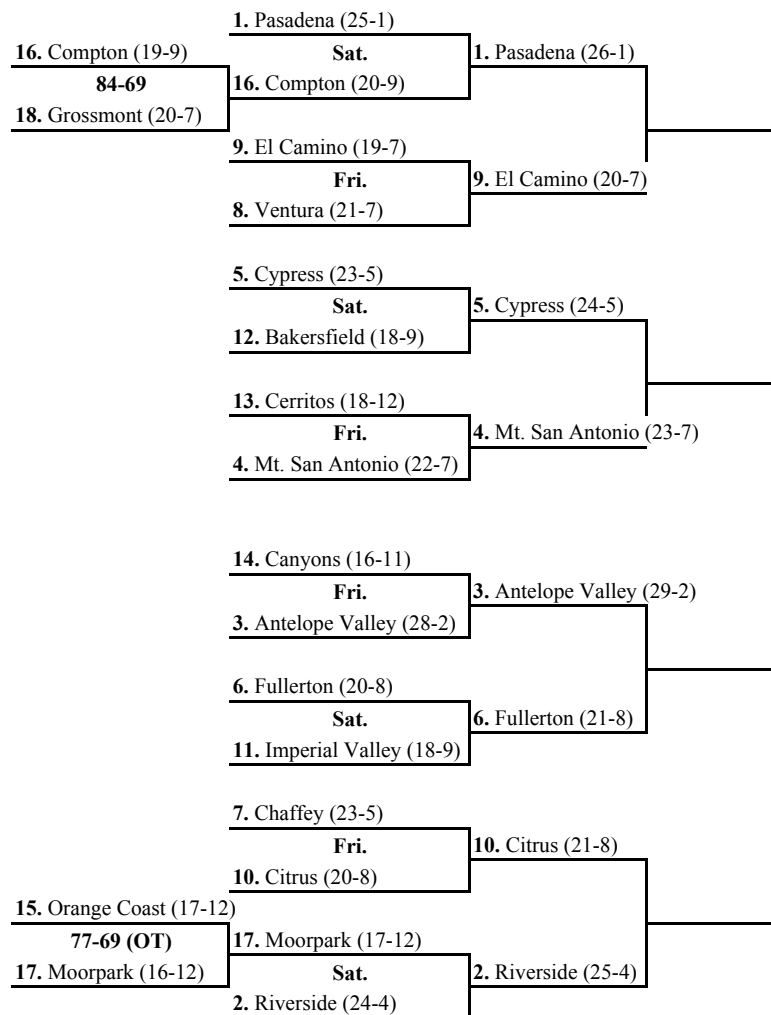 1. Pasadena (25-1)
16. Compton (19-9)
Sat.
1. Pasadena (26-1)
84-69
16. Compton (20-9)
18. Grossmont (20-7)
9. El Camino (19-7)
Fri.
9. El Camino (20-7)
8. Ventura (21-7)
5. Cypress (23-5)
Sat.
5. Cypress (24-5)
12. Bakersfield (18-9)
13. Cerritos (18-12)
Fri.
4. Mt. San Antonio (23-7)
4. Mt. San Antonio (22-7)
14. Canyons (16-11)
Fri.
3. Antelope Valley (29-2)
3. Antelope Valley (28-2)
6. Fullerton (20-8)
Sat.
6. Fullerton (21-8)
11. Imperial Valley (18-9)
7. Chaffey (23-5)
Fri.
10. Citrus (21-8)
10. Citrus (20-8)
15. Orange Coast (17-12)
77-69 (OT)
17. Moorpark (17-12)
17. Moorpark (16-12)
Sat.
2. Riverside (25-4)
2. Riverside (24-4)